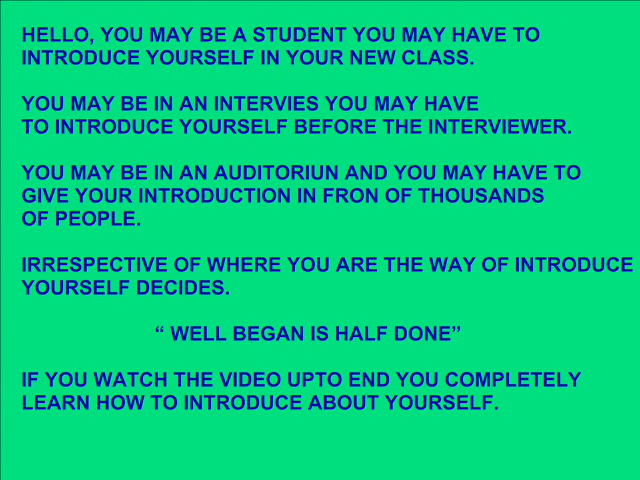 HELLO, YOU MAY BE A STUDENT YOU MAY HAVE TO
INTRODUCE YOURSELF IN YOUR NEW CLASS.
YOU MAY BE IN AN INTERVIES YOU MAY HAVE
TO INTRODUCE YOURSELF BEFORE THE INTERVIEWER.
YOU MAY BE IN AN AUDITORIUN AND YOU MAY HAVE TO
GIVE YOUR INTRODUCTION IN FRON OF THOUSANDS
OF PEOPLE.
IRRESPECTIVE OF WHERE YOU ARE THE WAY OF INTRODUCE
YOURSELF DECIDES.
“ WELL BEGAN IS HALF DONE”
IF YOU WATCH THE VIDEO UPTO END YOU COMPLETELY
LEARN HOW TO INTRODUCE ABOUT YOURSELF.